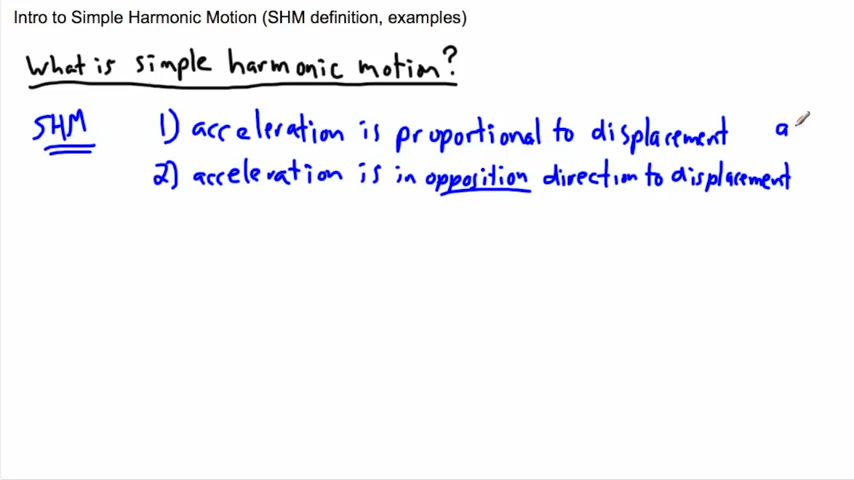 Intro to Simple Harmonic Motion (SHM definition, examples)
What is simple harmonic motion?
SHM 1) acceleration is proportional to displacement a
2) acceleration is in opposition direction to displacement